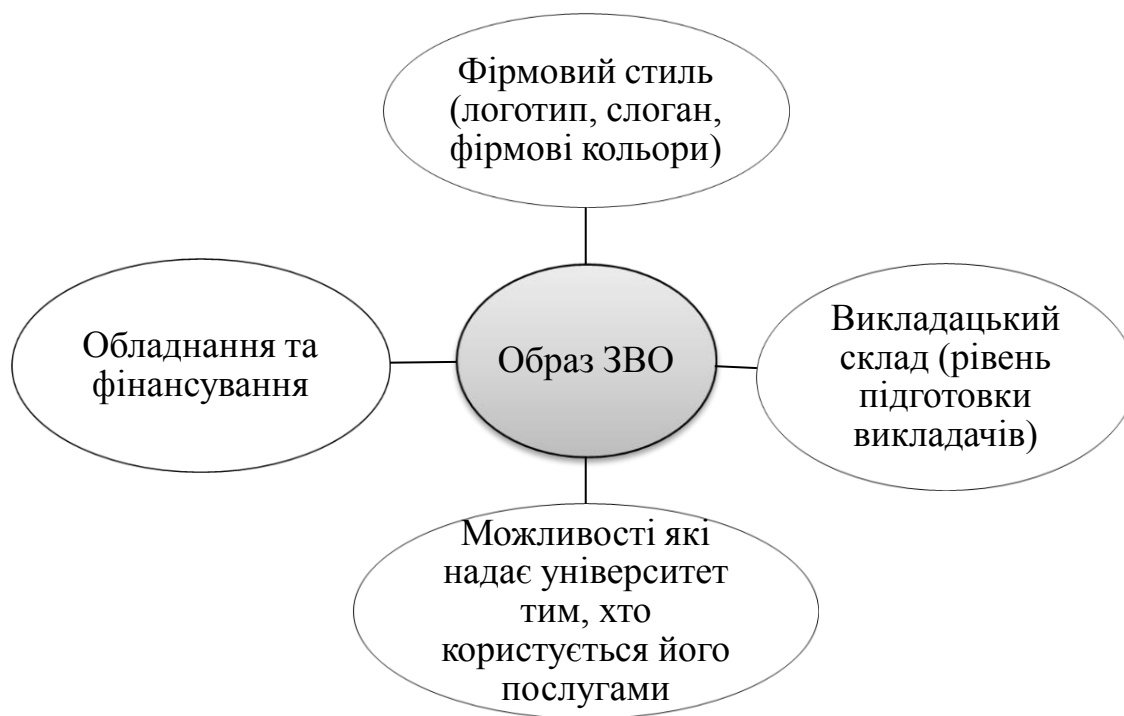 Фірмовий стиль
(логотип, слоган,
фірмові кольори)
Обладнання та
фінансування
Образ ЗВО
Викладацький
склад (рівень
підготовки
викладачів)
Можливості які
надає університет
тим, хто
користується його
послугами